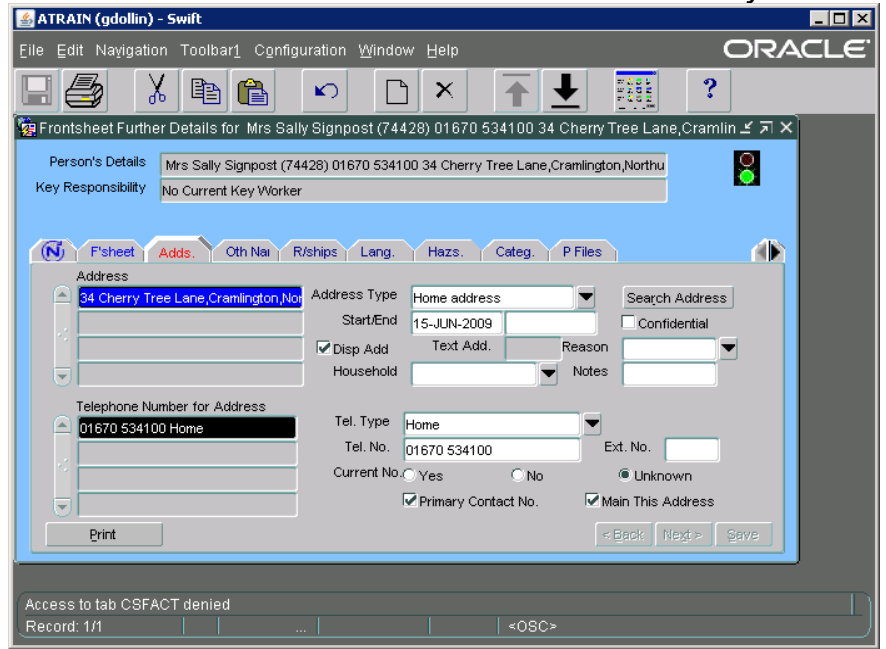 ATRAIN (gdollin) - Swift
File Edit Navigation Toolbar1 Configuration Window Help
ORACLE
?
Frontsheet Further Details for Mrs Sally Signpost (74428) 01670 534100 34 Cherry Tree Lane,Cramlin
Person's Details Mrs Sally Signpost (74428) 01670 534100 34 Cherry Tree Lane,Cramlington,Northu
Key Responsibility No Current Key Worker
N F'sheet Adds. Oth Nai R/ships Lang. Hazs. Categ. P Files
Address
34 Cherry Tree Lane,Cramlington,Nor Address Type Home address Search Address
Start/End 15-JUN-2009 Confidential
Disp Add Text Add. Reason
Household Notes
Telephone Number for Address
01670 534100 Home Tel. Type Home
Tel. No. 01670 534100 Ext. No.
Current No. Yes No Unknown
Primary Contact No. Main This Address
Print < Back Next > Save
Access to tab CSFACT denied
Record: 1/1 ... <OSC>